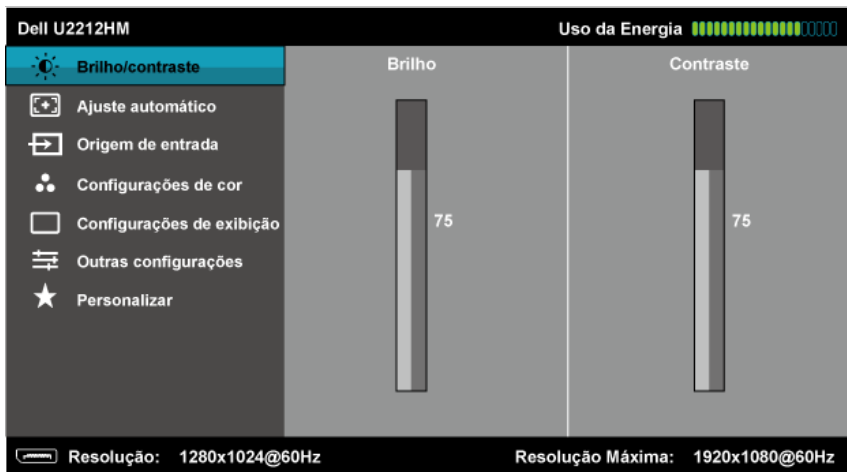 Dell U2212HM
Uso da Energia
Brilho/contraste
Ajuste automático
Origem de entrada
Configurações de cor
Configurações de exibição
Outras configurações
Personalizar
Brilho
75
Contraste
75
Resolução: 1280x1024@60Hz
Resolução Máxima: 1920x1080@60Hz